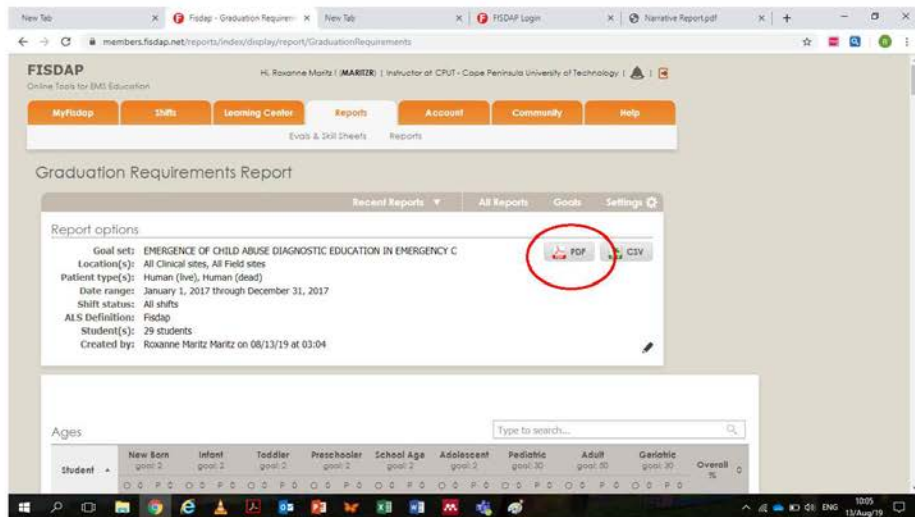 New Tab
Fisdap - Graduation Requirem
New Tab
FISDAP Login
Narrative Report.pdf
members.fisdap.net/reports/index/display/report/GraduationRequirements
FISDAP
Online Tools for EMS Education
Hi, Roxanne Maritz! (MARITZR) | Instructor at CPUT - Cape Peninsula University of Technology |
MyFisdap
Shifts
Learning Center
Reports
Account
Community
Help
Evals & Skill Sheets
Reports
Graduation Requirements Report
Recent Reports ▼
All Reports
Goals
Settings
Report options
PDF
CSV
Goal set: EMERGENCE OF CHILD ABUSE DIAGNOSTIC EDUCATION IN EMERGENCY C
Location(s): All Clinical sites, All Field sites
Patient type(s): Human (live), Human (dead)
Date range: January 1, 2017 through December 31, 2017
Shift status: All shifts
ALS Definition: Fisdap
Student(s): 29 students
Created by: Roxanne Maritz Maritz on 08/13/19 at 03:04
Ages
Type to search...
Student
New Born goal: 2
Infant goal: 2
Toddler goal: 2
Preschooler goal: 2
School Age goal: 2
Adolescent goal: 2
Pediatric goal: 30
Adult goal: 50
Geriatric goal: 30
Overall %
O P O P O P O P O P O P O P O P O P
ENG
10:05
13/Aug/19